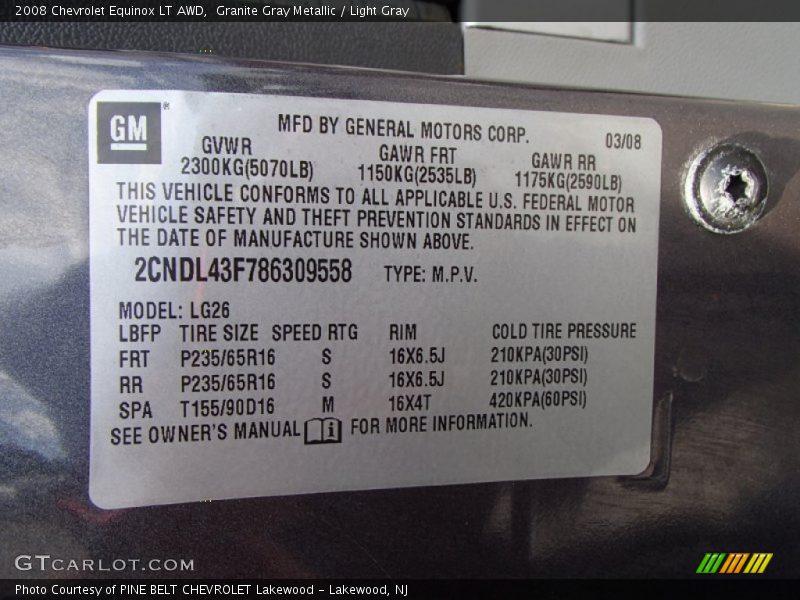 2008 Chevrolet Equinox LT AWD,  Granite Gray Metallic / Light Gray
GM ®
MFD BY GENERAL MOTORS CORP. 03/08
GVWR GAWR FRT GAWR RR
2300KG(5070LB) 1150KG(2535LB) 1175KG(2590LB)
THIS VEHICLE CONFORMS TO ALL APPLICABLE U.S. FEDERAL MOTOR
VEHICLE SAFETY AND THEFT PREVENTION STANDARDS IN EFFECT ON
THE DATE OF MANUFACTURE SHOWN ABOVE.
2CNDL43F786309558 TYPE: M.P.V.
MODEL: LG26
LBFP TIRE SIZE SPEED RTG RIM COLD TIRE PRESSURE
FRT P235/65R16 S 16X6.5J 210KPA(30PSI)
RR P235/65R16 S 16X6.5J 210KPA(30PSI)
SPA T155/90D16 M 16X4T 420KPA(60PSI)
SEE OWNER'S MANUAL i FOR MORE INFORMATION.
GTCARLOT.COM
Photo Courtesy of PINE BELT CHEVROLET Lakewood - Lakewood, NJ